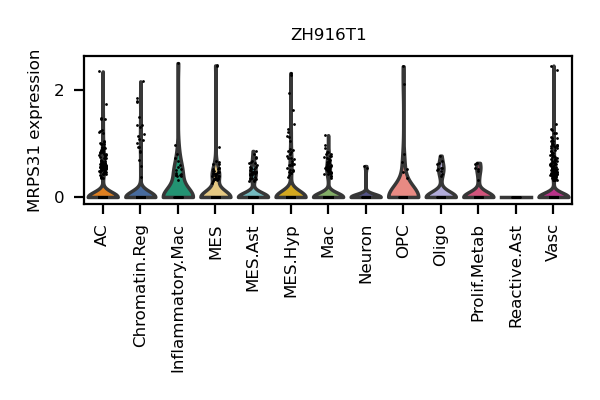 ZH916T1
MRPS31 expression
2
0
AC
Chromatin.Reg
Inflammatory.Mac
MES
MES.Ast
MES.Hyp
Mac
Neuron
OPC
Oligo
Prolif.Metab
Reactive.Ast
Vasc